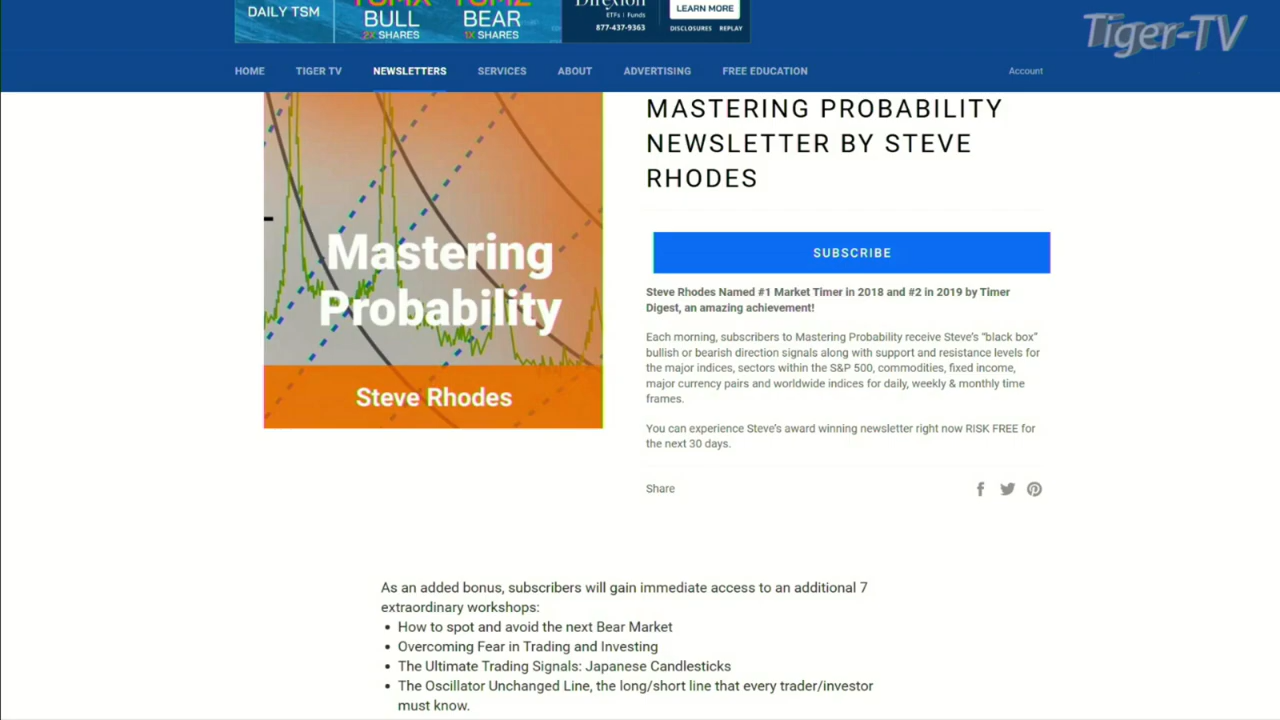 DAILY TSM
BULL
2X SHARES
BEAR
1X SHARES
Direxion
ETFs | Funds
877-437-9363
LEARN MORE
DISCLOSURES REPLAY
Tiger-TV
HOME TIGER TV NEWSLETTERS SERVICES ABOUT ADVERTISING FREE EDUCATION Account
Mastering
Probability
Steve Rhodes
MASTERING PROBABILITY
NEWSLETTER BY STEVE
RHODES
SUBSCRIBE
Steve Rhodes Named #1 Market Timer in 2018 and #2 in 2019 by Timer
Digest, an amazing achievement!
Each morning, subscribers to Mastering Probability receive Steve's “black box”
bullish or bearish direction signals along with support and resistance levels for
the major indices, sectors within the S&P 500, commodities, fixed income,
major currency pairs and worldwide indices for daily, weekly & monthly time
frames.
You can experience Steve's award winning newsletter right now RISK FREE for
the next 30 days.
Share
As an added bonus, subscribers will gain immediate access to an additional 7
extraordinary workshops:
• How to spot and avoid the next Bear Market
• Overcoming Fear in Trading and Investing
• The Ultimate Trading Signals: Japanese Candlesticks
• The Oscillator Unchanged Line, the long/short line that every trader/investor
must know.